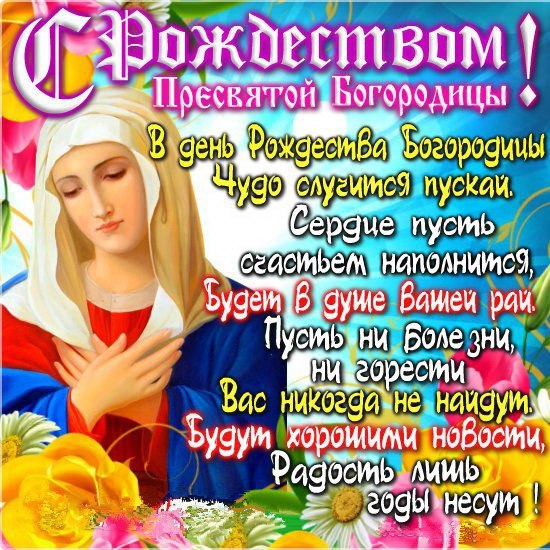 С Рождеством!
Пресвятой Богородицы
В день Рождества Богородицы
Чудо случится пускай.
Сердце пусть
счастьем наполнится,
Будет в душе Вашей рай.
Пусть ни болезни,
ни горести
Вас никогда не найдут.
Будут хорошими новости,
Радость лишь
годы несут !